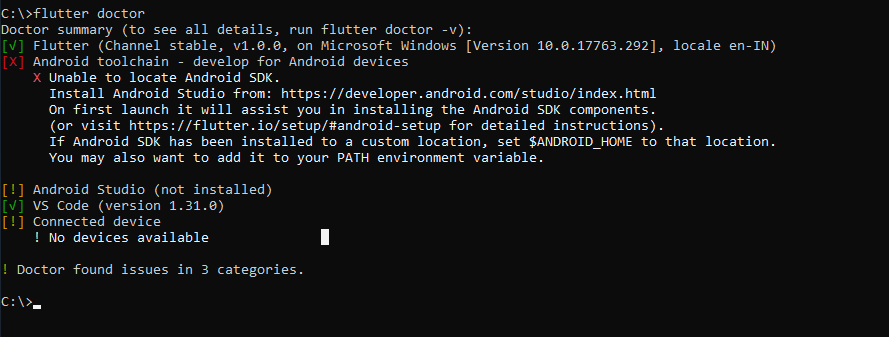 C:\>flutter doctor
Doctor summary (to see all details, run flutter doctor -v):
[√] Flutter (Channel stable, v1.0.0, on Microsoft Windows [Version 10.0.17763.292], locale en-IN)
[X] Android toolchain - develop for Android devices
    X Unable to locate Android SDK.
      Install Android Studio from: https://developer.android.com/studio/index.html
      On first launch it will assist you in installing the Android SDK components.
      (or visit https://flutter.io/setup/#android-setup for detailed instructions).
      If Android SDK has been installed to a custom location, set $ANDROID_HOME to that location.
      You may also want to add it to your PATH environment variable.

[!] Android Studio (not installed)
[√] VS Code (version 1.31.0)
[!] Connected device
    ! No devices available

! Doctor found issues in 3 categories.

C:\>